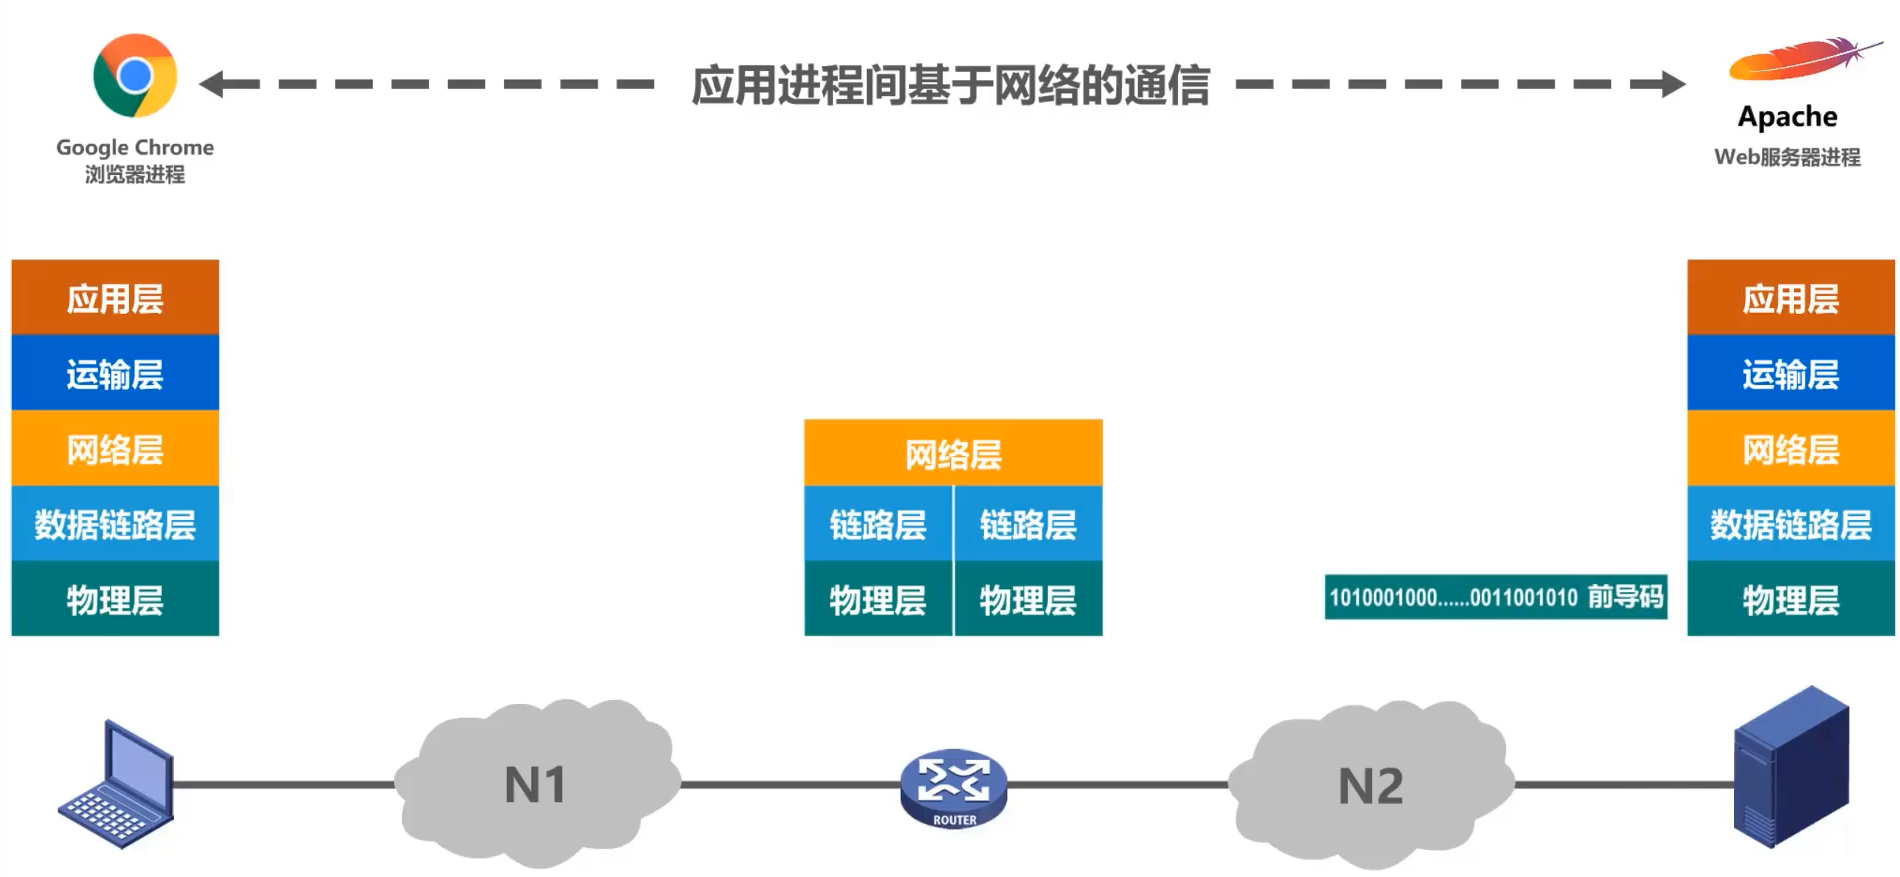 应用进程间基于网络的通信
Google Chrome
浏览器进程
Apache
Web服务器进程
应用层
运输层
网络层
数据链路层
物理层
网络层
链路层 链路层
物理层 物理层
1010001000......0011001010 前导码
应用层
运输层
网络层
数据链路层
物理层
N1
ROUTER
N2